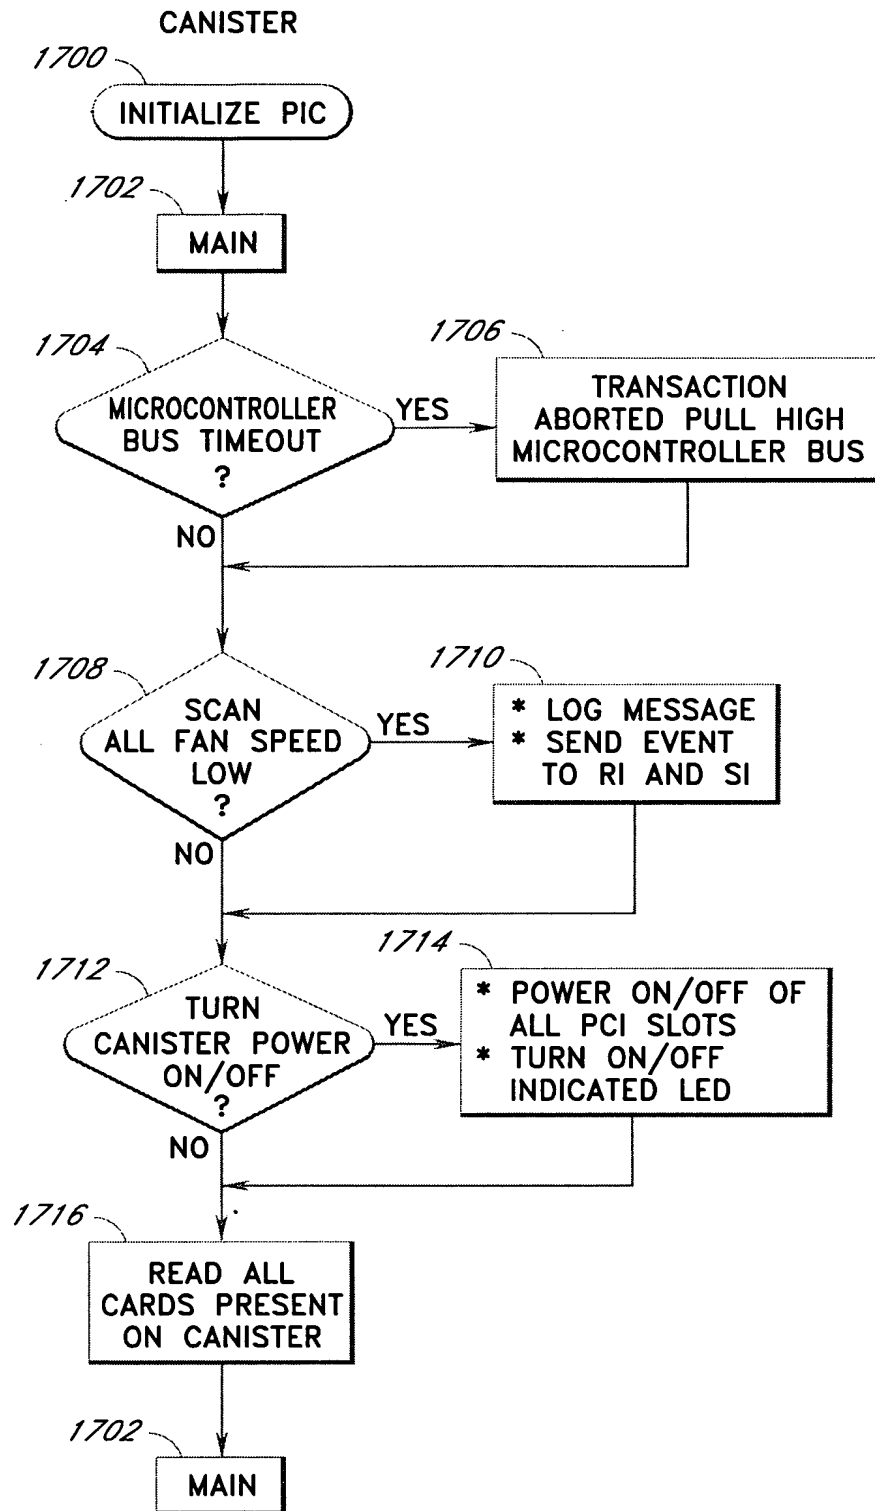 CANISTER
1700
INITIALIZE PIC
1702
MAIN
1704
MICROCONTROLLER
BUS TIMEOUT
?
YES
NO
1706
TRANSACTION
ABORTED PULL HIGH
MICROCONTROLLER BUS
1708
SCAN
ALL FAN SPEED
LOW
?
YES
NO
1710
* LOG MESSAGE
* SEND EVENT
TO RI AND SI
1712
TURN
CANISTER POWER
ON/OFF
?
YES
NO
1714
* POWER ON/OFF OF
ALL PCI SLOTS
* TURN ON/OFF
INDICATED LED
1716
READ ALL
CARDS PRESENT
ON CANISTER
1702
MAIN